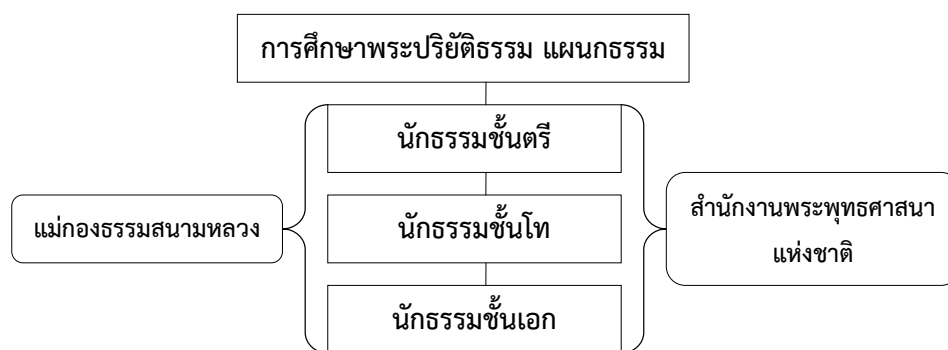 การศึกษาพระปริยัติธรรม แผนกธรรม
นักธรรมชั้นตรี
แม่กองธรรมสนามหลวง
นักธรรมชั้นโท
สำนักงานพระพุทธศาสนา
แห่งชาติ
นักธรรมชั้นเอก